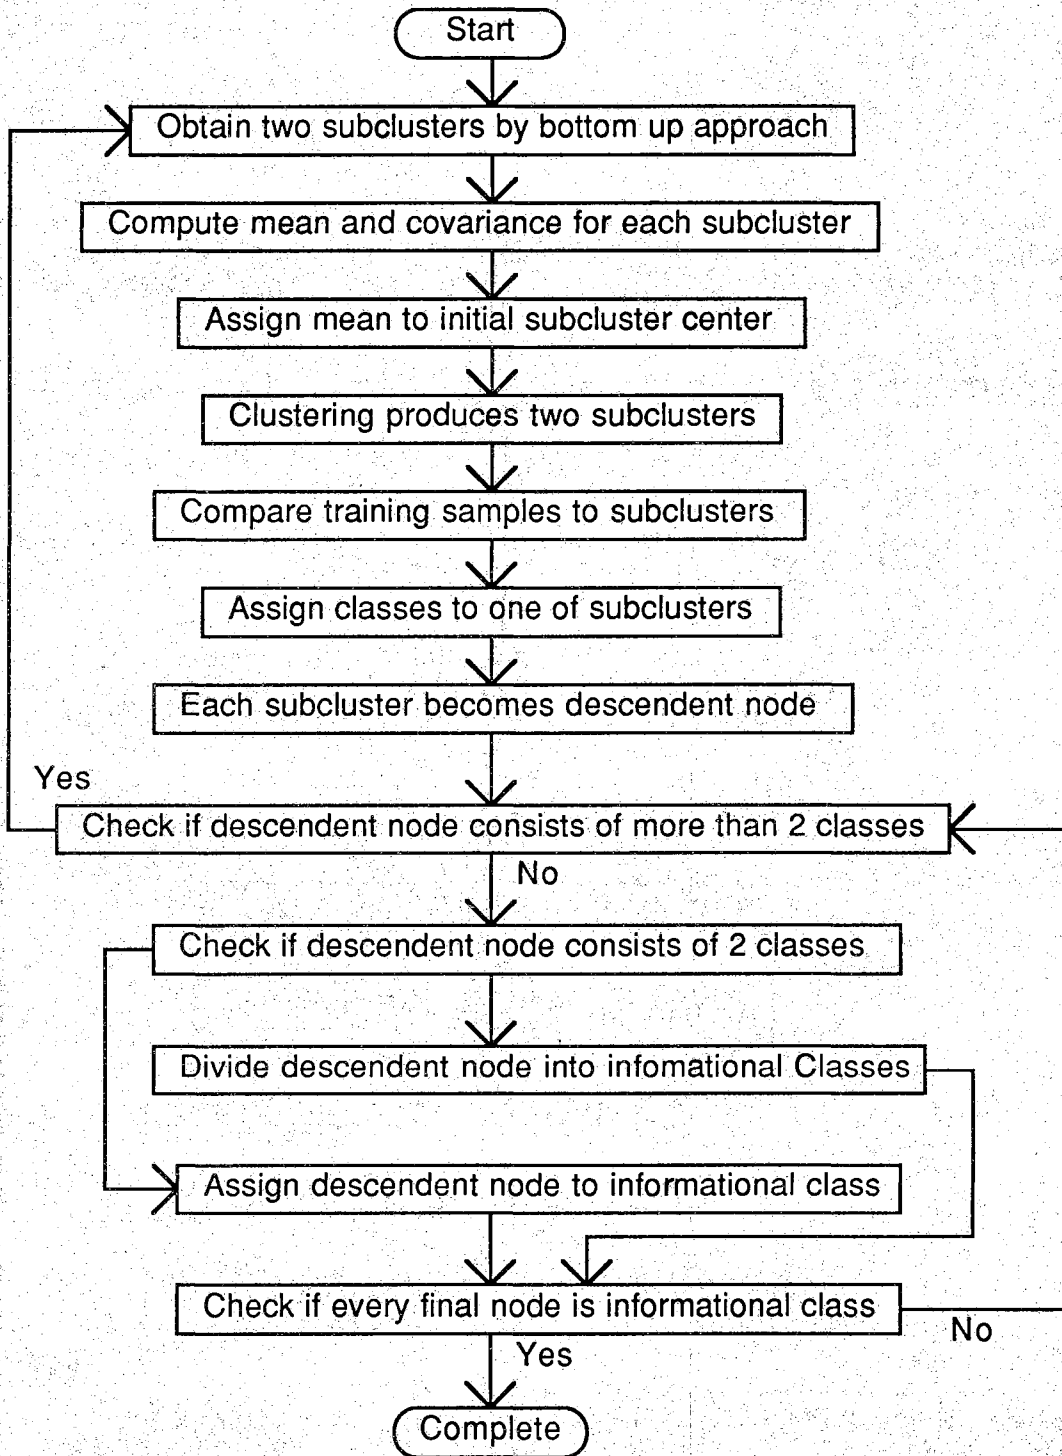 Start
Obtain two subclusters by bottom up approach
Compute mean and covariance for each subcluster
Assign mean to initial subcluster center
Clustering produces two subclusters
Compare training samples to subclusters
Assign classes to one of subclusters
Each subcluster becomes descendent node
Yes
Check if descendent node consists of more than 2 classes
No
Check if descendent node consists of 2 classes
Divide descendent node into infomational Classes
Assign descendent node to informational class
Check if every final node is informational class
No
Yes
Complete